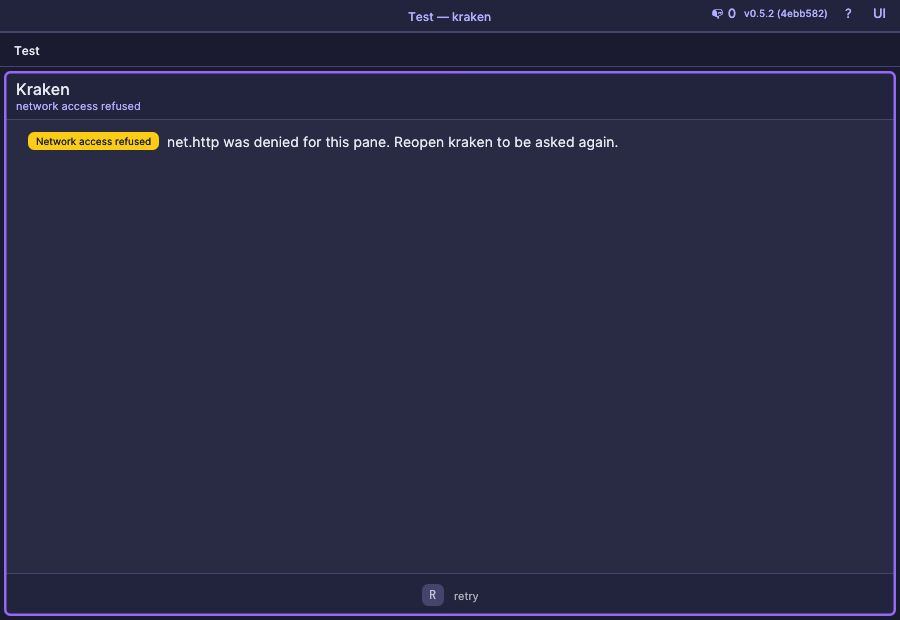 Test — kraken
0 v0.5.2 (4ebb582) ? UI
Test
Kraken
network access refused
Network access refused net.http was denied for this pane. Reopen kraken to be asked again.
R retry